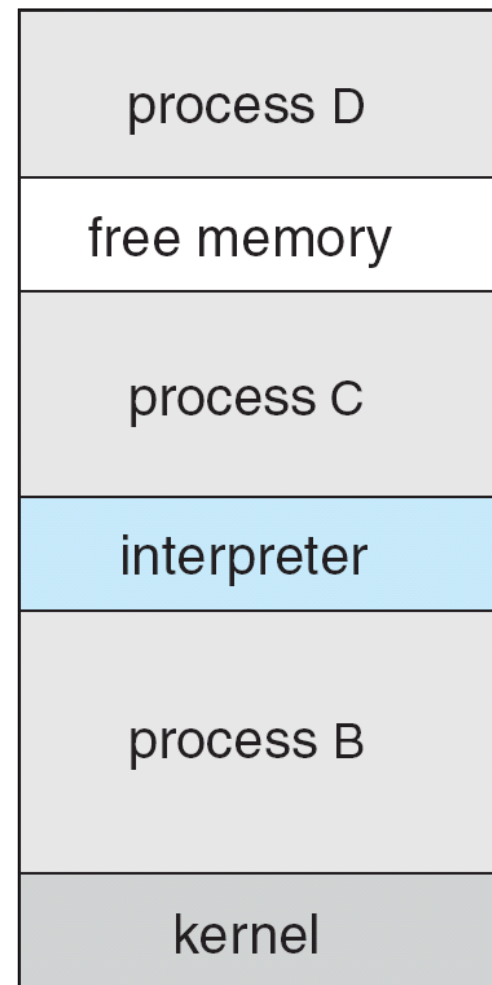 process D
free memory
process C
interpreter
process B
kernel